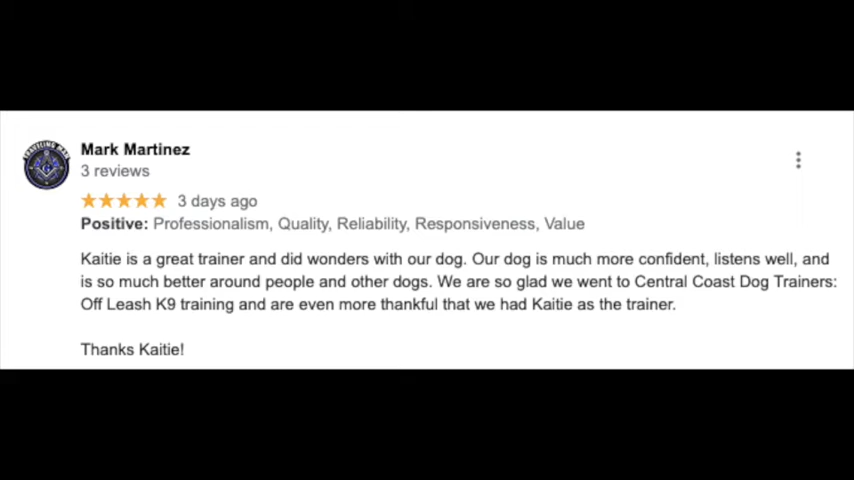 TRAVELING MAN
Mark Martinez
3 reviews
3 days ago
Positive: Professionalism, Quality, Reliability, Responsiveness, Value
Kaitie is a great trainer and did wonders with our dog. Our dog is much more confident, listens well, and
is so much better around people and other dogs. We are so glad we went to Central Coast Dog Trainers:
Off Leash K9 training and are even more thankful that we had Kaitie as the trainer.
Thanks Kaitie!